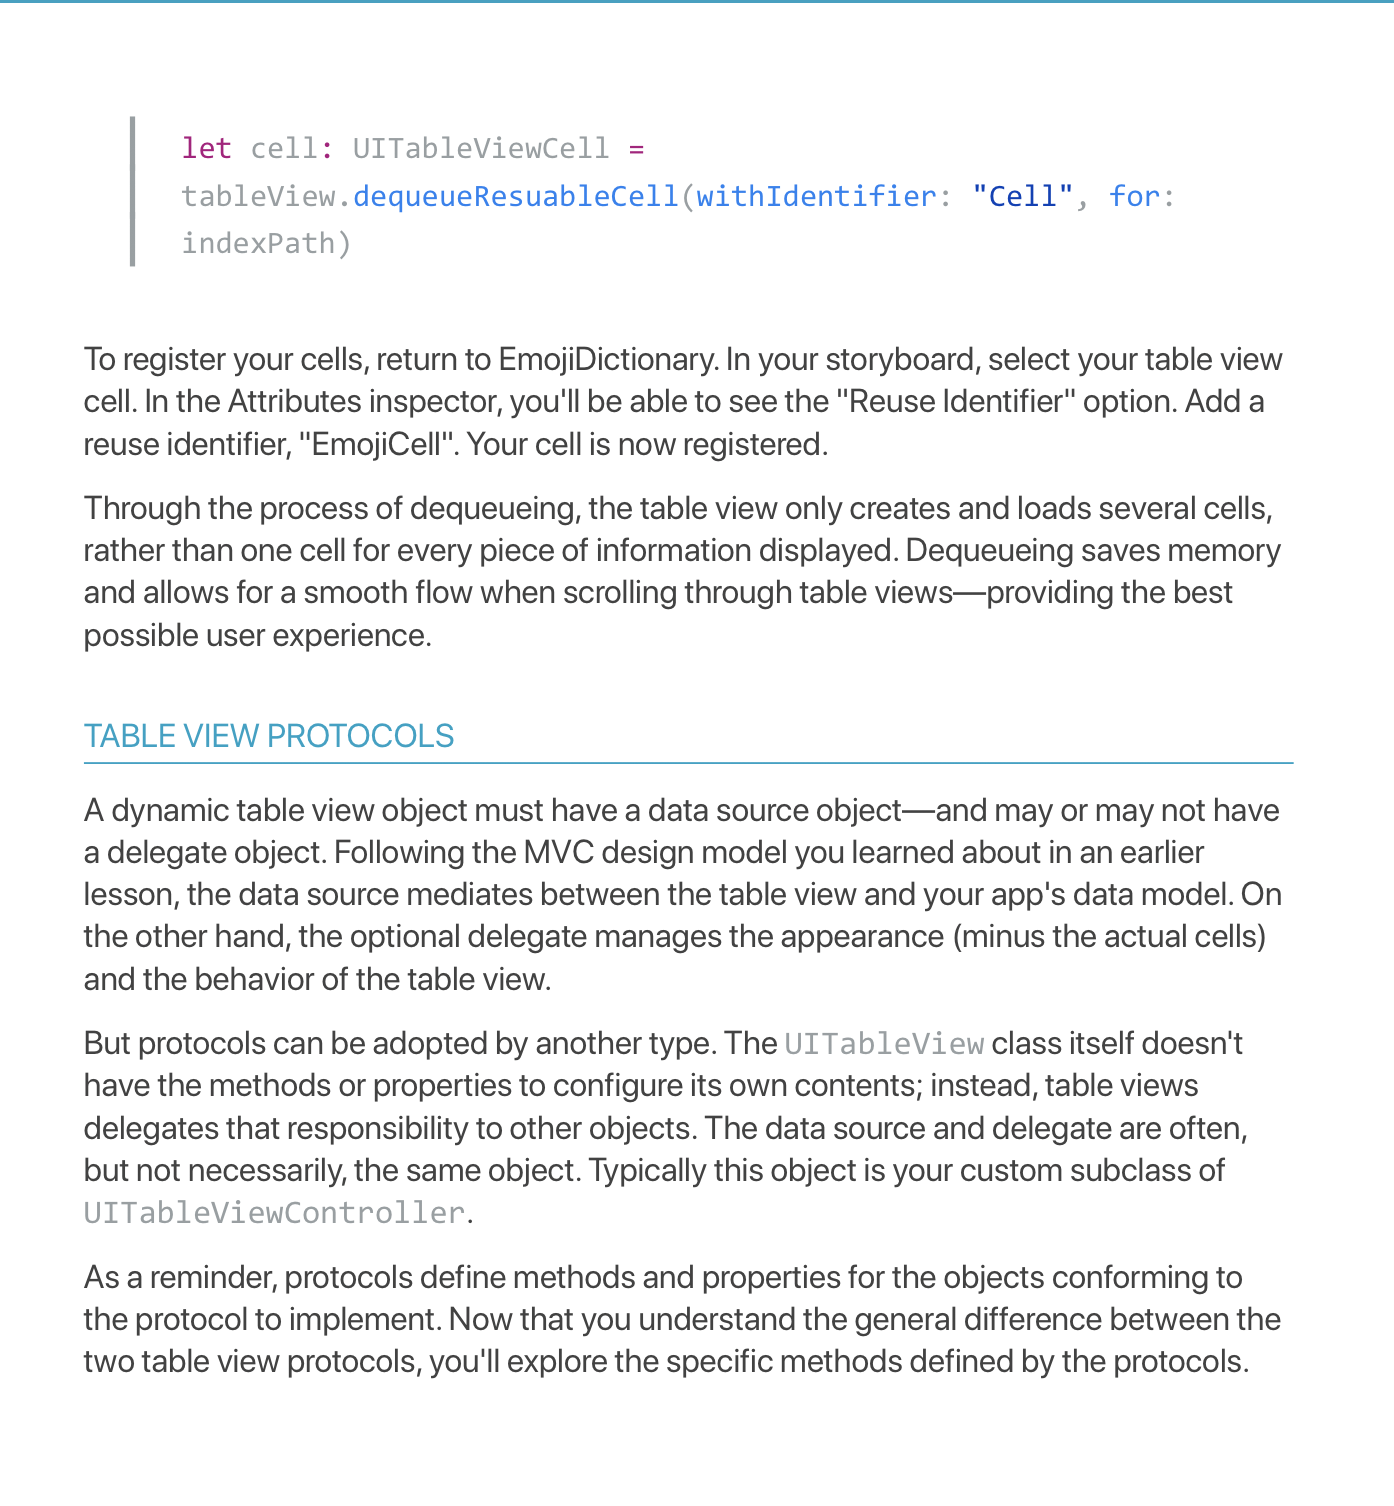 let cell: UITableViewCell =
tableView.dequeueResuableCell(withIdentifier: "Cell", for:
indexPath)
To register your cells, return to EmojiDictionary. In your storyboard, select your table view
cell. In the Attributes inspector, you'll be able to see the "Reuse Identifier" option. Add a
reuse identifier, "EmojiCell". Your cell is now registered.
Through the process of dequeueing, the table view only creates and loads several cells,
rather than one cell for every piece of information displayed. Dequeueing saves memory
and allows for a smooth flow when scrolling through table views—providing the best
possible user experience.
TABLE VIEW PROTOCOLS
A dynamic table view object must have a data source object—and may or may not have
a delegate object. Following the MVC design model you learned about in an earlier
lesson, the data source mediates between the table view and your app's data model. On
the other hand, the optional delegate manages the appearance (minus the actual cells)
and the behavior of the table view.
But protocols can be adopted by another type. The UITableView class itself doesn't
have the methods or properties to configure its own contents; instead, table views
delegates that responsibility to other objects. The data source and delegate are often,
but not necessarily, the same object. Typically this object is your custom subclass of
UITableViewController.
As a reminder, protocols define methods and properties for the objects conforming to
the protocol to implement. Now that you understand the general difference between the
two table view protocols, you'll explore the specific methods defined by the protocols.